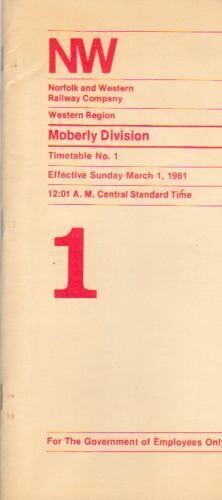 NW
Norfolk and Western
Railway Company
Western Region
Moberly Division
Timetable No. 1
Effective Sunday March 1, 1981
12:01 A. M. Central Standard Time
1
For The Government of Employees Only